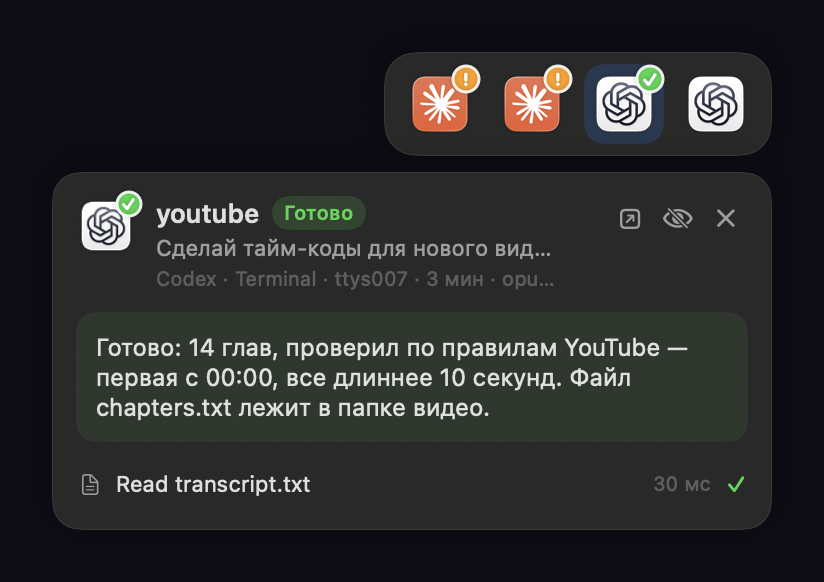 youtube Готово
Сделай тайм-коды для нового вид...
Codex · Terminal · ttys007 · 3 мин · opu...
Готово: 14 глав, проверил по правилам YouTube —
первая с 00:00, все длиннее 10 секунд. Файл
chapters.txt лежит в папке видео.
Read transcript.txt 30 мс